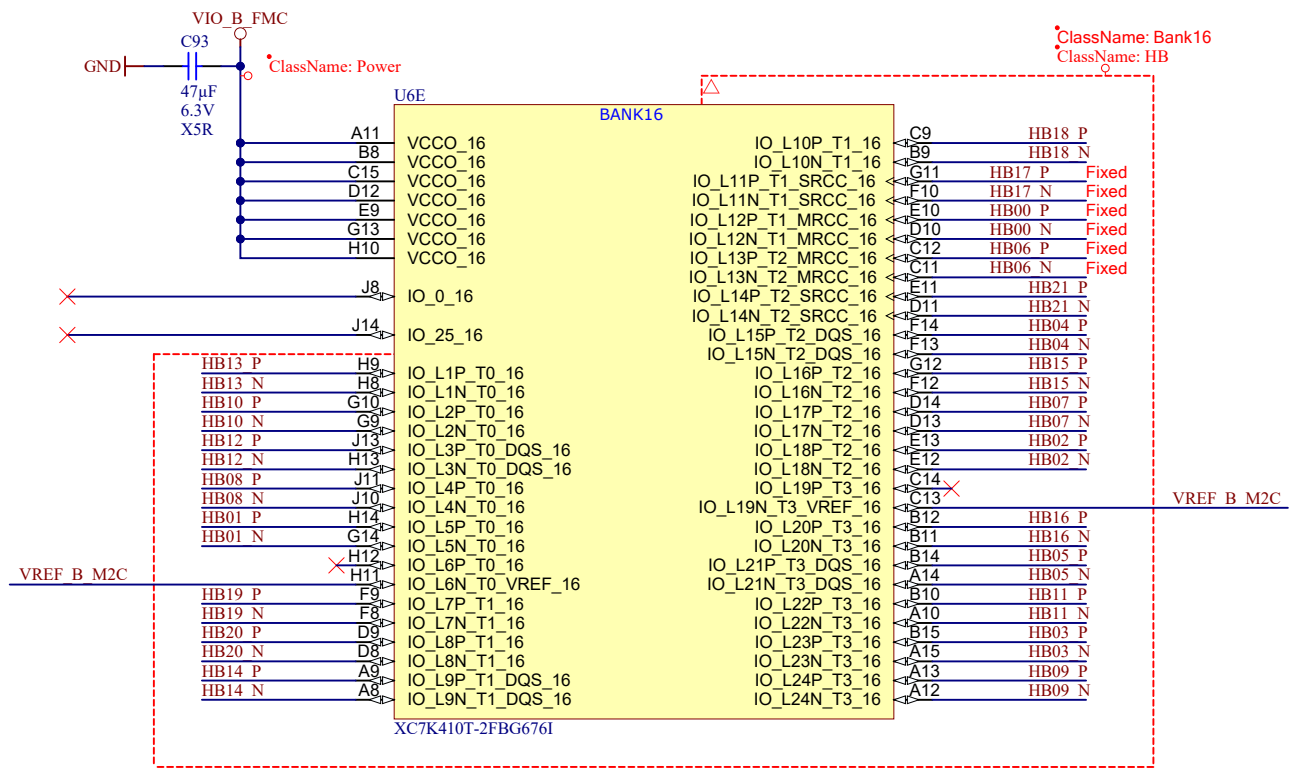 VIO_B_FMC
C93
GND
47µF
6.3V
X5R
ClassName: Power
ClassName: Bank16
ClassName: HB
U6E
BANK16
A11 VCCO_16
B8 VCCO_16
C15 VCCO_16
D12 VCCO_16
E9 VCCO_16
G13 VCCO_16
H10 VCCO_16
J8 IO_0_16
J14 IO_25_16
HB13_P H9 IO_L1P_T0_16
HB13_N H8 IO_L1N_T0_16
HB10_P G10 IO_L2P_T0_16
HB10_N G9 IO_L2N_T0_16
HB12_P J13 IO_L3P_T0_DQS_16
HB12_N H13 IO_L3N_T0_DQS_16
HB08_P J11 IO_L4P_T0_16
HB08_N J10 IO_L4N_T0_16
HB01_P H14 IO_L5P_T0_16
HB01_N G14 IO_L5N_T0_16
H12 IO_L6P_T0_16
VREF_B_M2C H11 IO_L6N_T0_VREF_16
HB19_P F9 IO_L7P_T1_16
HB19_N F8 IO_L7N_T1_16
HB20_P D9 IO_L8P_T1_16
HB20_N D8 IO_L8N_T1_16
HB14_P A9 IO_L9P_T1_DQS_16
HB14_N A8 IO_L9N_T1_DQS_16
IO_L10P_T1_16 C9 HB18_P
IO_L10N_T1_16 B9 HB18_N
IO_L11P_T1_SRCC_16 G11 HB17_P Fixed
IO_L11N_T1_SRCC_16 F10 HB17_N Fixed
IO_L12P_T1_MRCC_16 E10 HB00_P Fixed
IO_L12N_T1_MRCC_16 D10 HB00_N Fixed
IO_L13P_T2_MRCC_16 C12 HB06_P Fixed
IO_L13N_T2_MRCC_16 C11 HB06_N Fixed
IO_L14P_T2_SRCC_16 E11 HB21_P
IO_L14N_T2_SRCC_16 D11 HB21_N
IO_L15P_T2_DQS_16 F14 HB04_P
IO_L15N_T2_DQS_16 F13 HB04_N
IO_L16P_T2_16 G12 HB15_P
IO_L16N_T2_16 F12 HB15_N
IO_L17P_T2_16 D14 HB07_P
IO_L17N_T2_16 D13 HB07_N
IO_L18P_T2_16 E13 HB02_P
IO_L18N_T2_16 E12 HB02_N
IO_L19P_T3_16 C14
IO_L19N_T3_VREF_16 C13 VREF_B_M2C
IO_L20P_T3_16 B12 HB16_P
IO_L20N_T3_16 B11 HB16_N
IO_L21P_T3_DQS_16 B14 HB05_P
IO_L21N_T3_DQS_16 A14 HB05_N
IO_L22P_T3_16 B10 HB11_P
IO_L22N_T3_16 A10 HB11_N
IO_L23P_T3_16 B15 HB03_P
IO_L23N_T3_16 A15 HB03_N
IO_L24P_T3_16 A13 HB09_P
IO_L24N_T3_16 A12 HB09_N
XC7K410T-2FBG676I